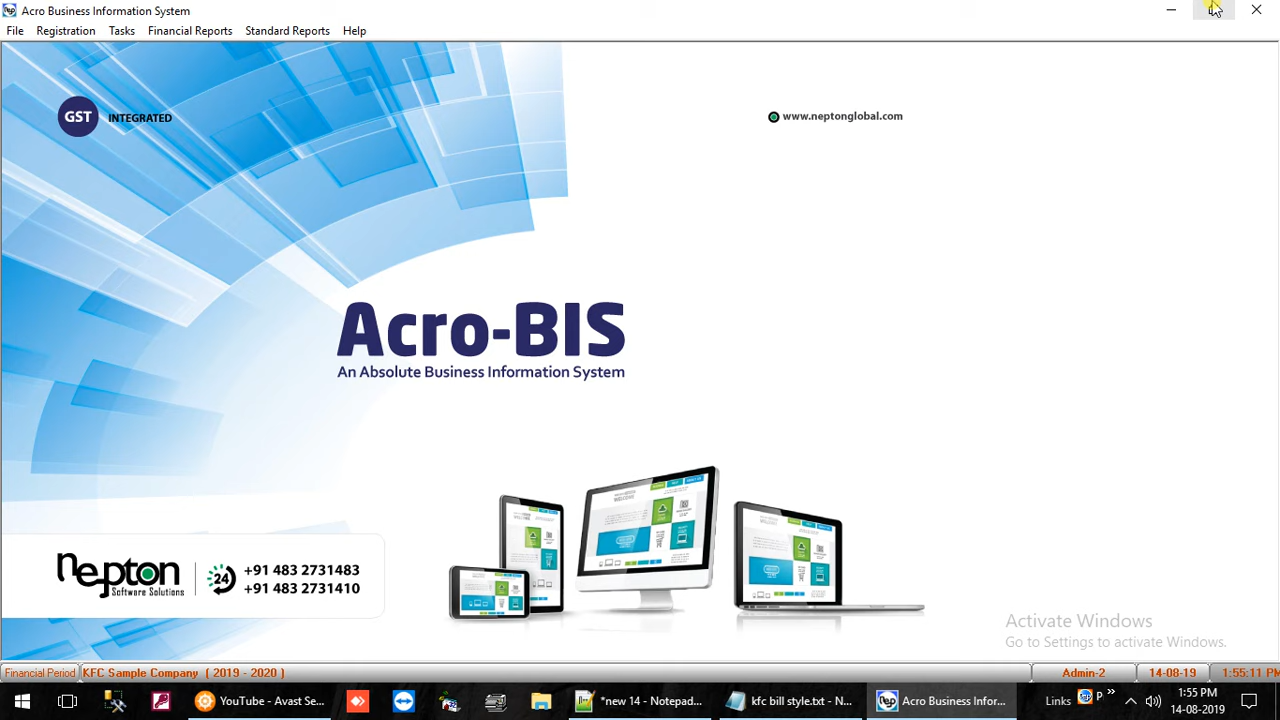 Acro Business Information System
File Registration Tasks Financial Reports Standard Reports Help
GST INTEGRATED
www.neptonglobal.com
Acro-BIS
An Absolute Business Information System
nepton
Software Solutions
24
+91 483 2731483
+91 483 2731410
Activate Windows
Go to Settings to activate Windows.
Financial Period KFC Sample Company ( 2019 - 2020 ) Admin-2 14-08-19 1:55:11 PM
YouTube - Avast Se... *new 14 - Notepad... kfc bill style.txt - N... Acro Business Infor... Links P. 1:55 PM
14-08-2019